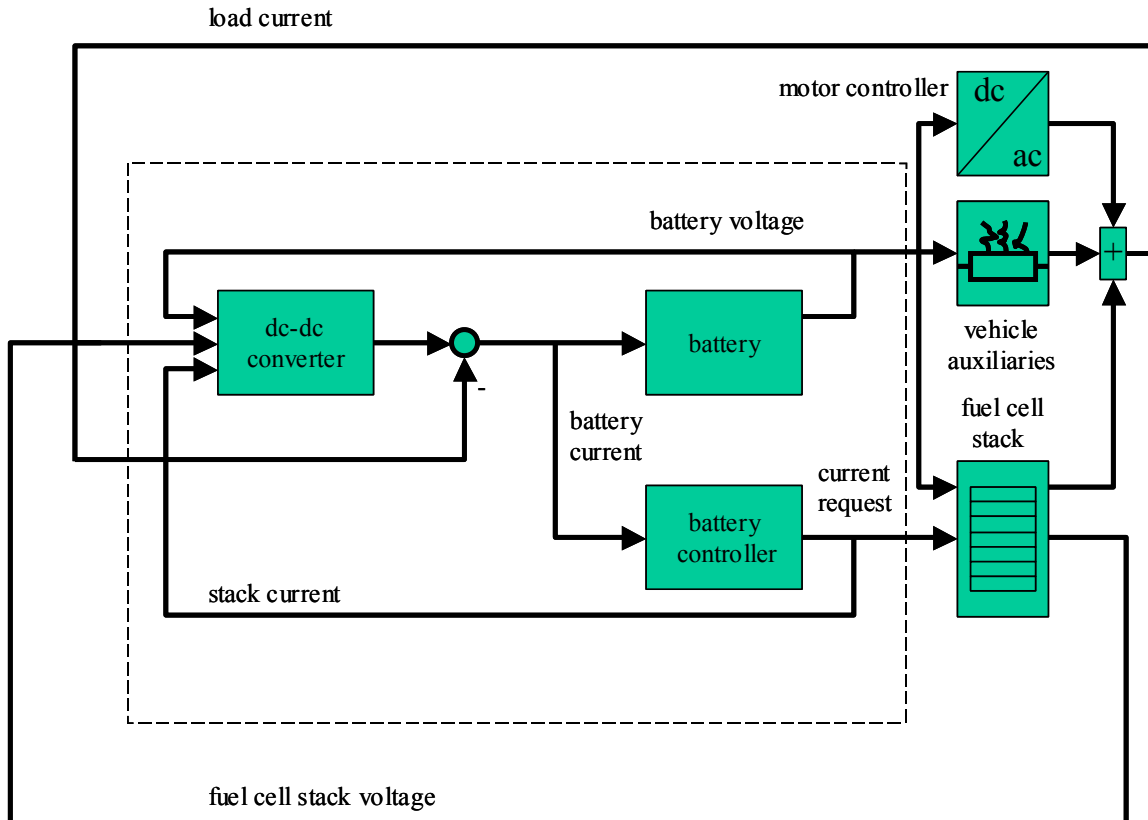 load current
motor controller
dc
ac
battery voltage
+
dc-dc
converter
battery
vehicle
auxiliaries
-
fuel cell
stack
battery
current
current
request
battery
controller
stack current
fuel cell stack voltage